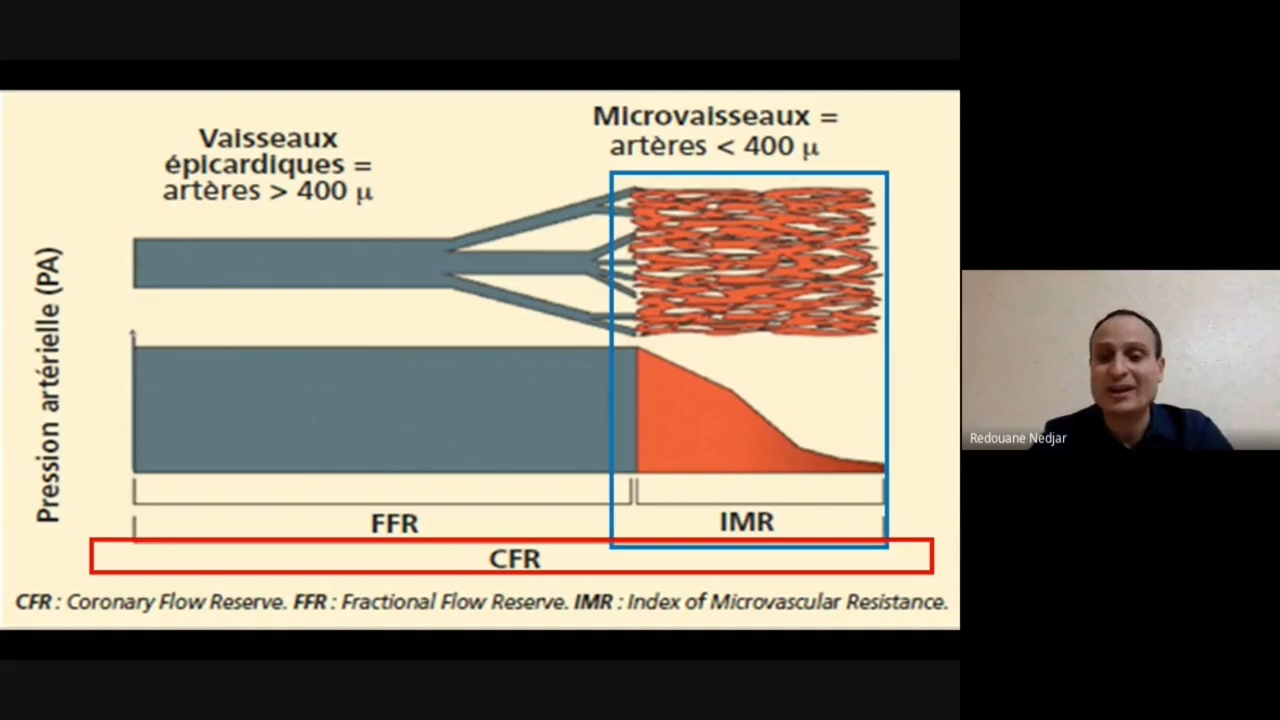 Vaisseaux
épicardiques =
artères > 400 µ
Microvaisseaux =
artères < 400 µ
Pression artérielle (PA)
FFR
IMR
CFR
CFR : Coronary Flow Reserve. FFR : Fractional Flow Reserve. IMR : Index of Microvascular Resistance.
Redouane Nedjar